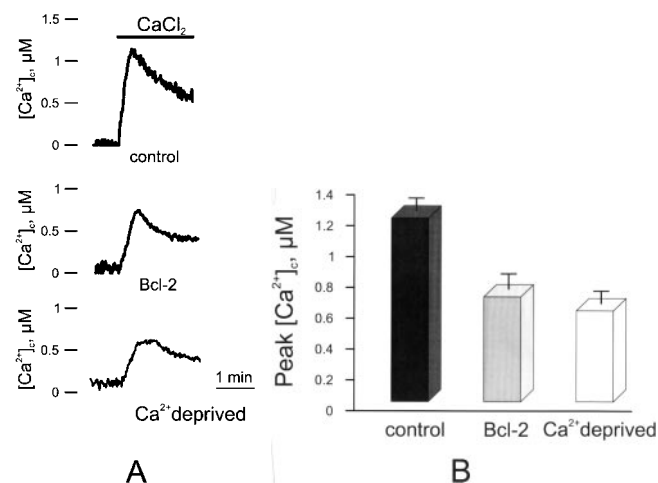 CaCl₂
[Ca²⁺]c, μM
1.5
1
0.5
0
control
[Ca²⁺]c, μM
1
0.5
0
Bcl-2
[Ca²⁺]c, μM
1
0.5
0
1 min
Ca²⁺deprived
A
Peak [Ca²⁺]c, μM
1.4
1.2
1
0.8
0.6
0.4
0.2
0
control Bcl-2 Ca²⁺deprived
B